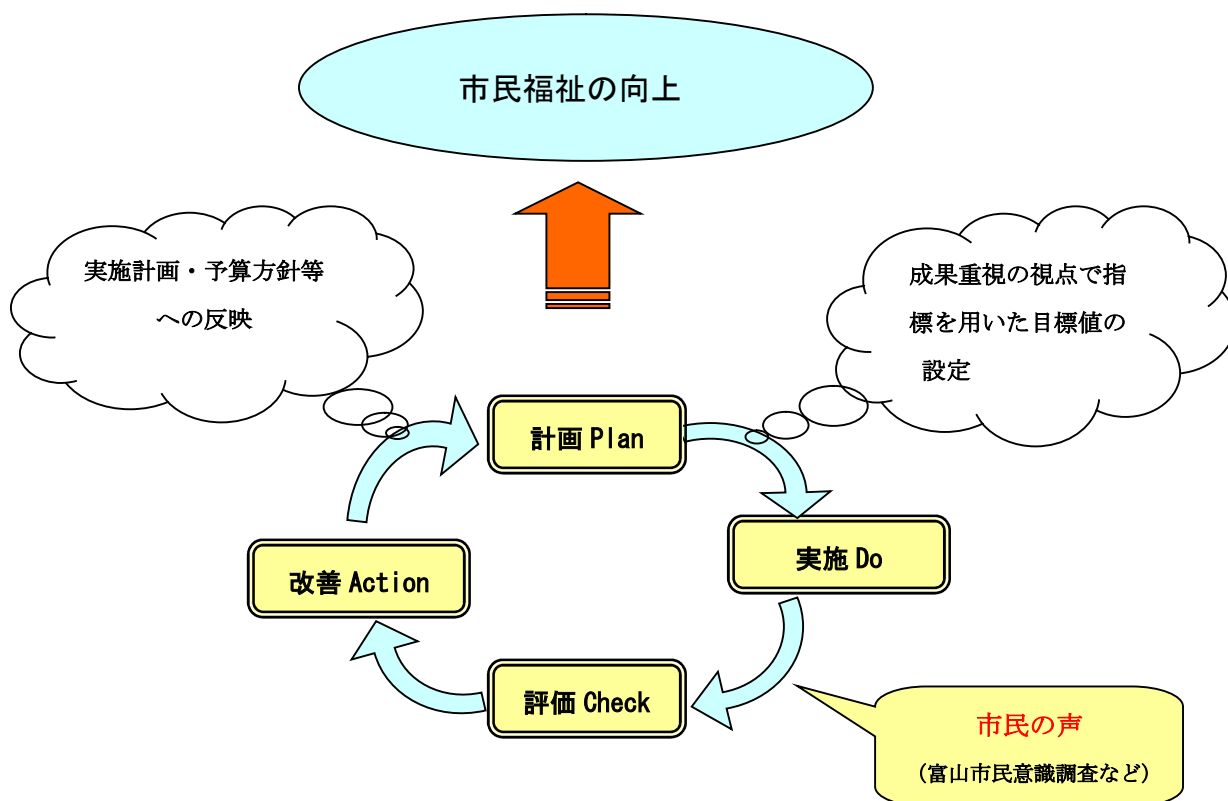 市民福祉の向上
実施計画・予算方針等
への反映
成果重視の視点で指
標を用いた目標値の
設定
計画 Plan
実施 Do
改善 Action
評価 Check
市民の声
(富山市民意識調査など)